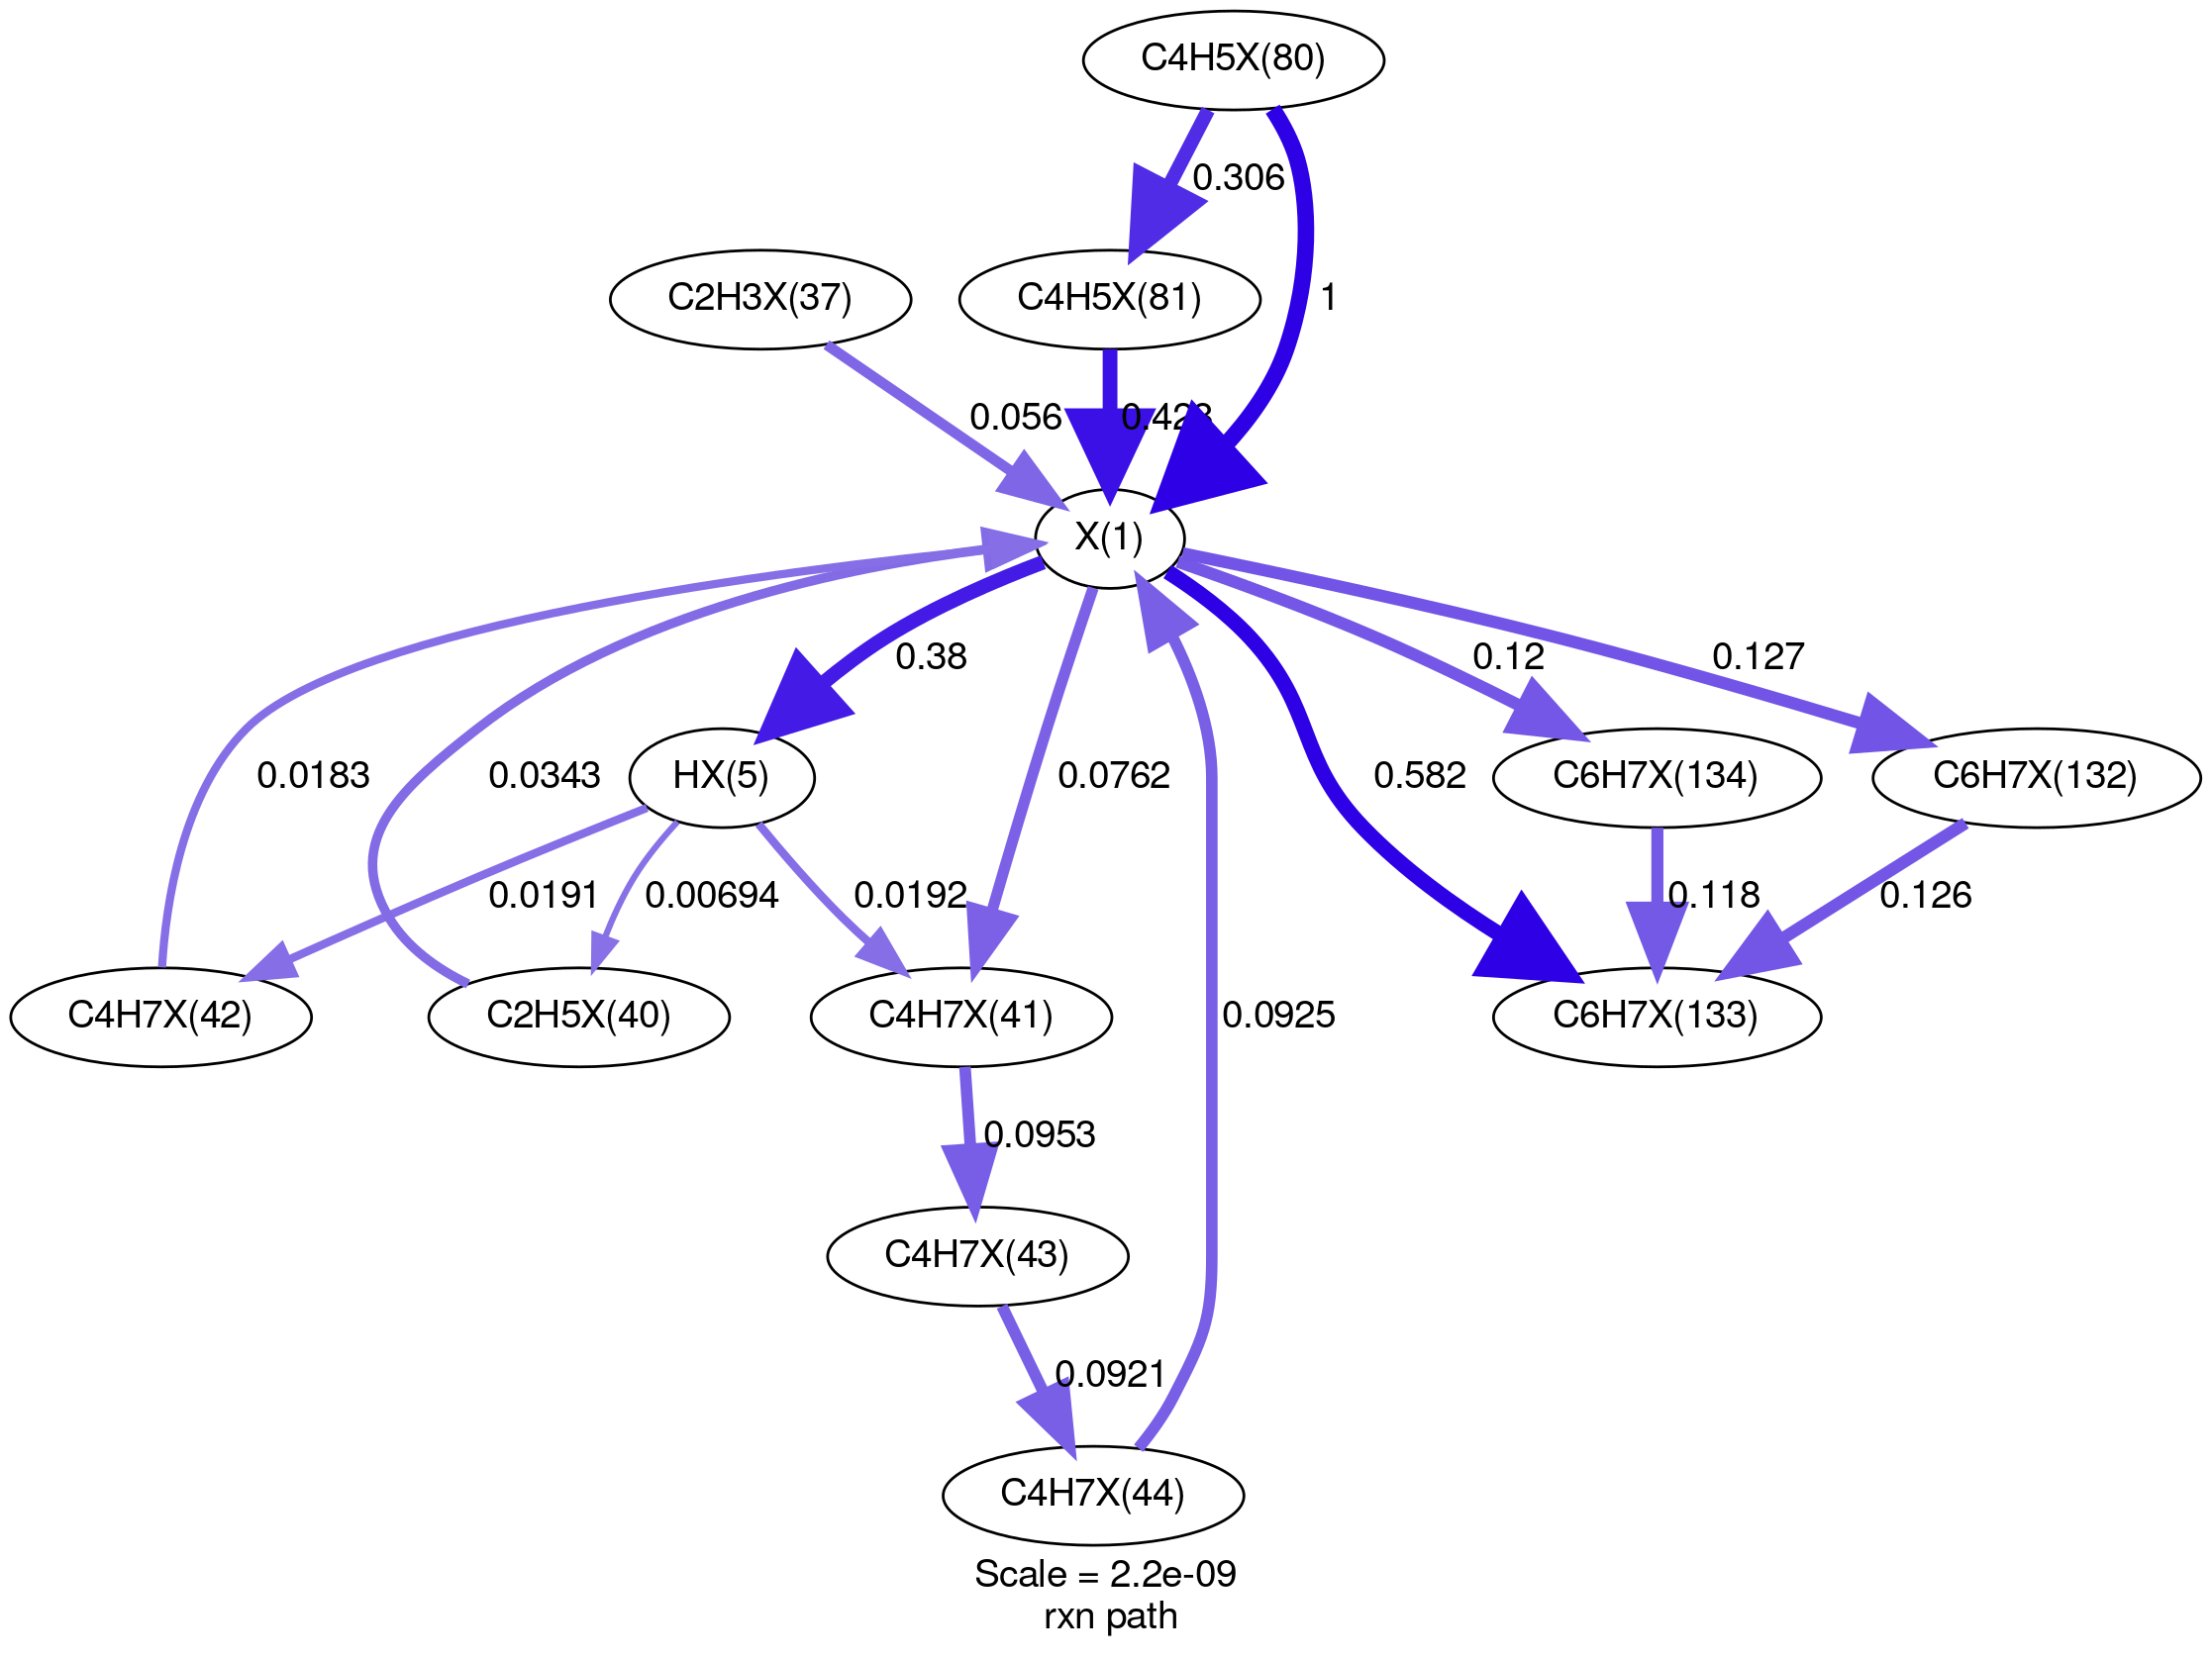 C4H5X(80)
0.306
C2H3X(37)
C4H5X(81)
1
0.056
X(1)
0.38
0.12
0.127
0.0183
0.0343
HX(5)
0.0762
0.582
C6H7X(134)
C6H7X(132)
0.0191
0.00694
0.0192
0.118
0.126
C4H7X(42)
C2H5X(40)
C4H7X(41)
0.0925
C6H7X(133)
0.0953
C4H7X(43)
0.0921
C4H7X(44)
Scale = 2.2e-09
rxn path